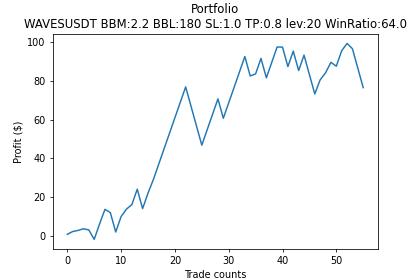 Portfolio
WAVESUSDT BBM:2.2 BBL:180 SL:1.0 TP:0.8 lev:20 WinRatio:64.0
100
80
60
40
20
0
Profit ($)
0 10 20 30 40 50
Trade counts